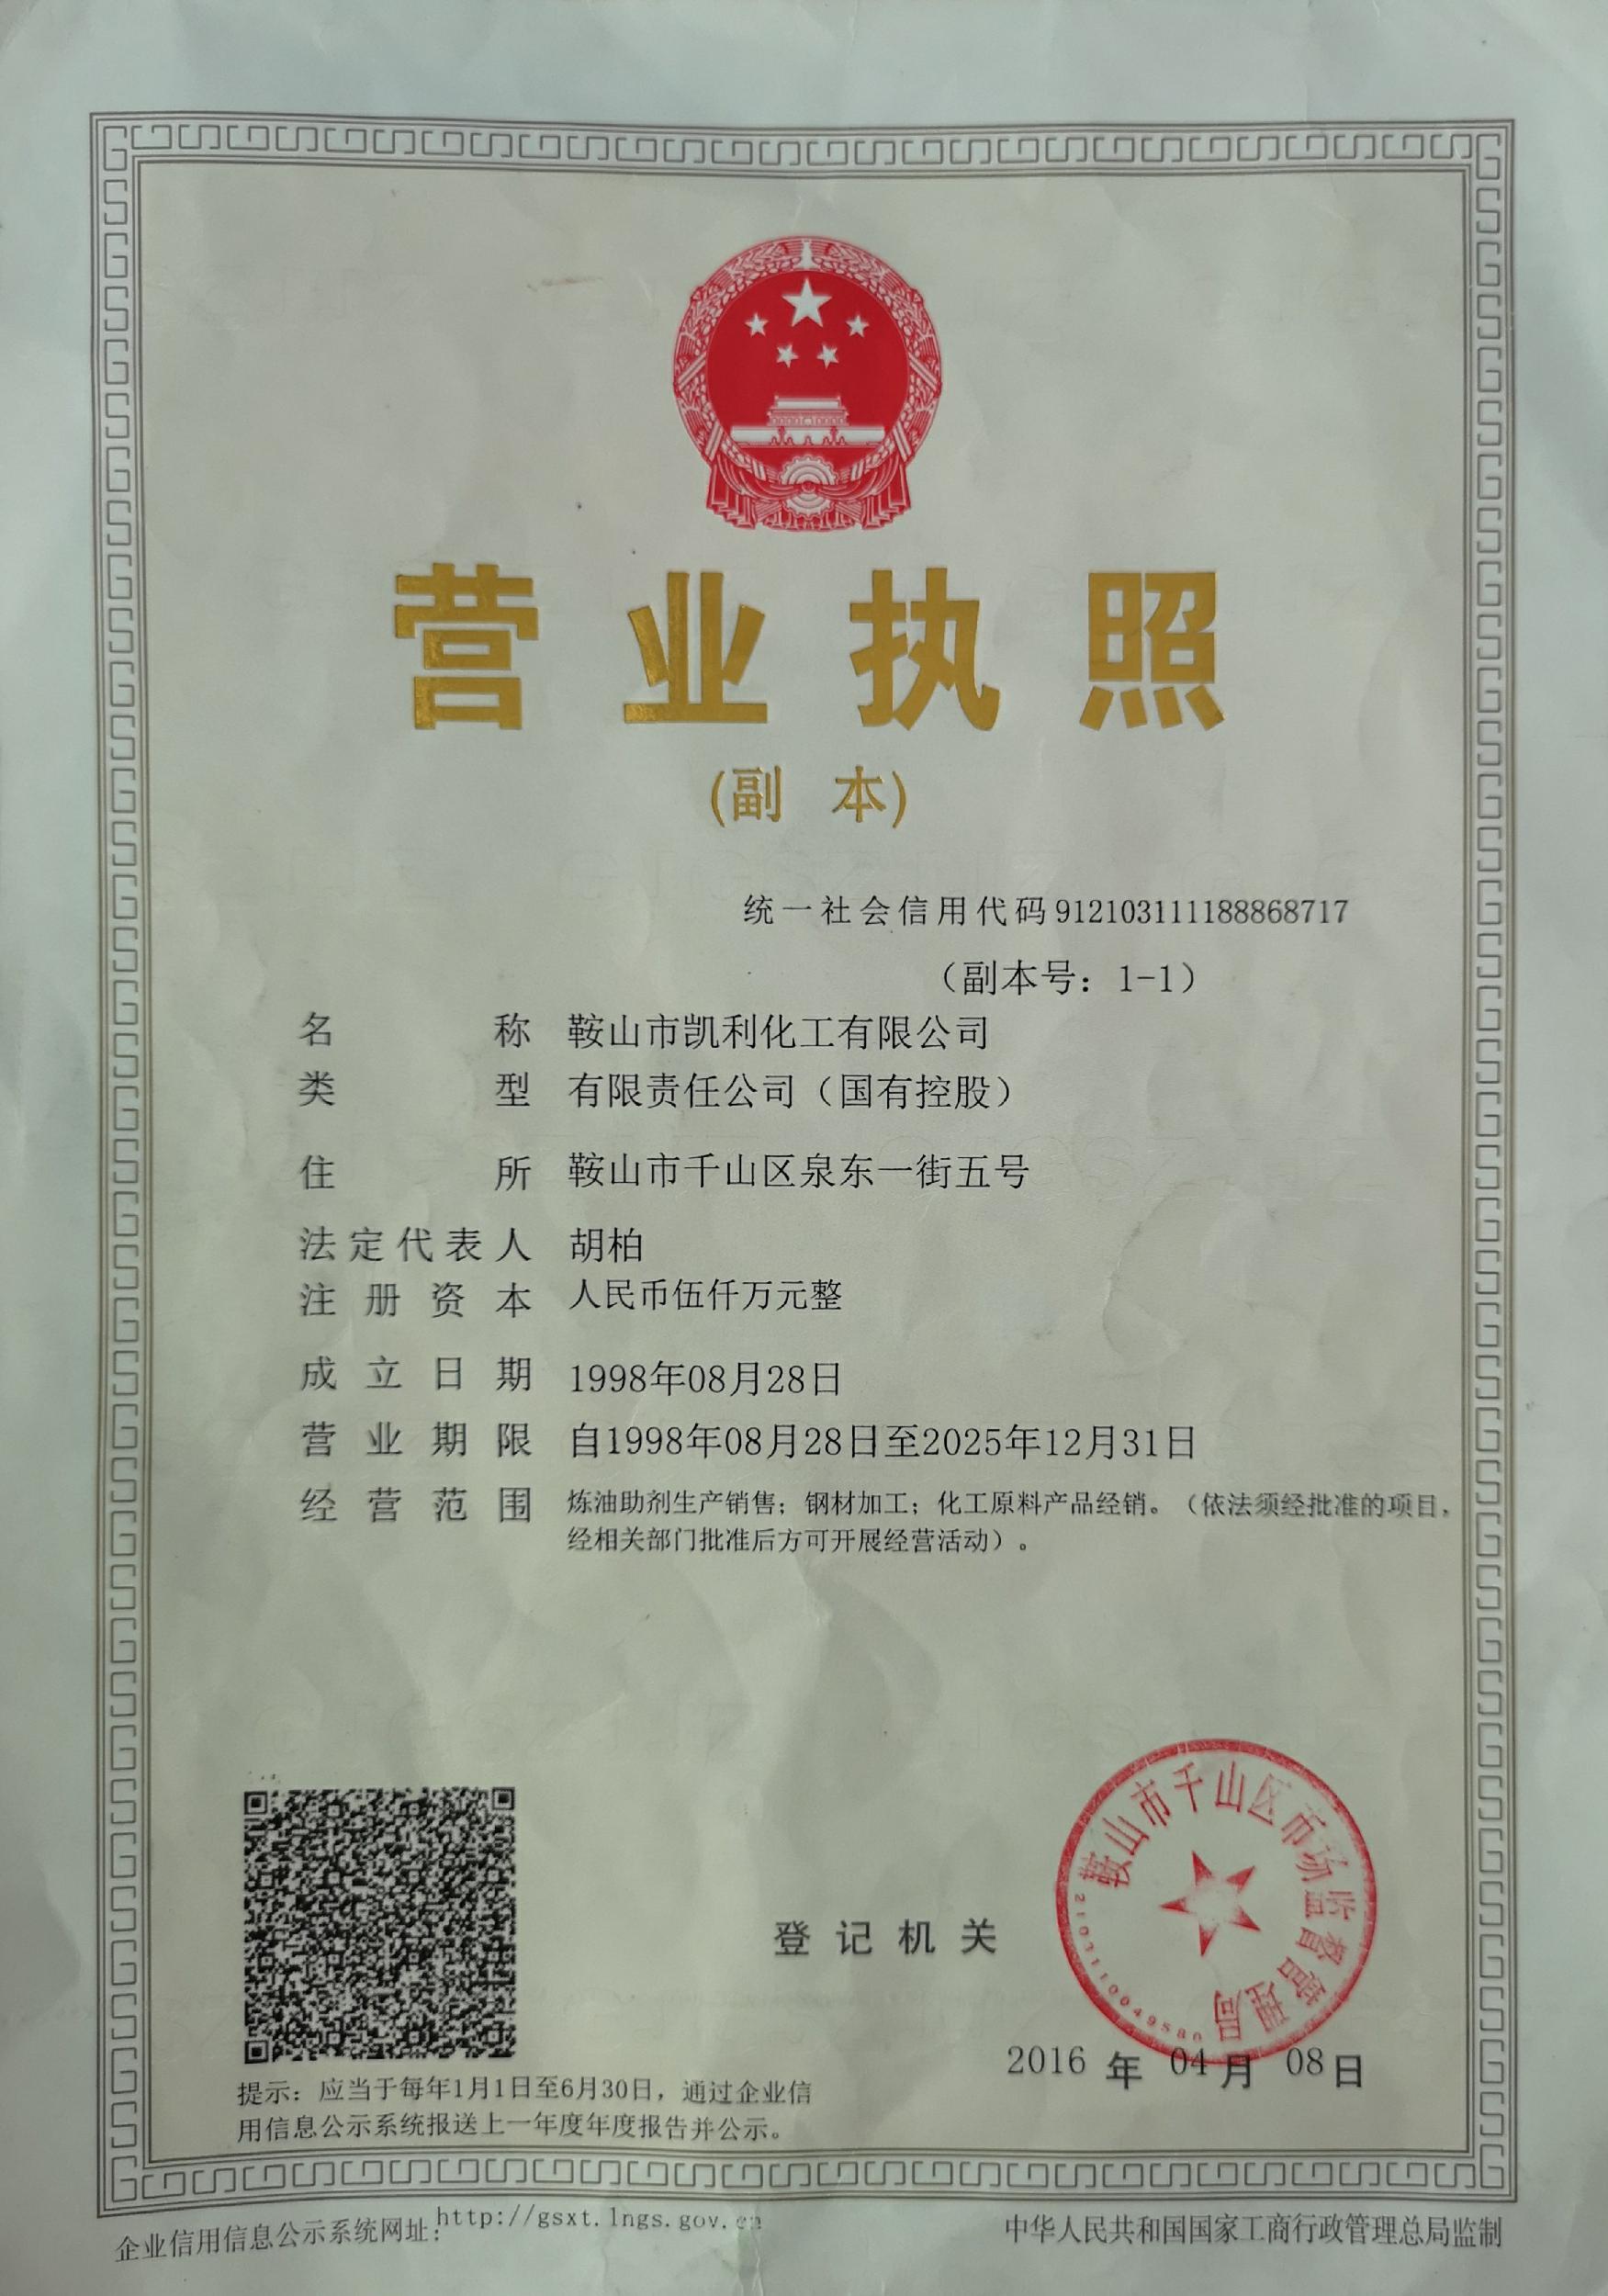 营业执照
(副 本)
统一社会信用代码912103111188868717
（副本号：1-1）
名 称 鞍山市凯利化工有限公司
类 型 有限责任公司（国有控股）
住 所 鞍山市千山区泉东一街五号
法定代表人 胡柏
注册资本 人民币伍仟万元整
成立日期 1998年08月28日
营业期限 自1998年08月28日至2025年12月31日
经营范围 炼油助剂生产销售；钢材加工；化工原料产品经销。（依法须经批准的项目，
经相关部门批准后方可开展经营活动）。
鞍山市千山区市场监督管理局
2101110049580
登记机关
2016 年 04 月 08 日
提示：应当于每年1月1日至6月30日，通过企业信
用信息公示系统报送上一年度年度报告并公示。
企业信用信息公示系统网址：http://gsxt.lngs.gov.cn
中华人民共和国国家工商行政管理总局监制